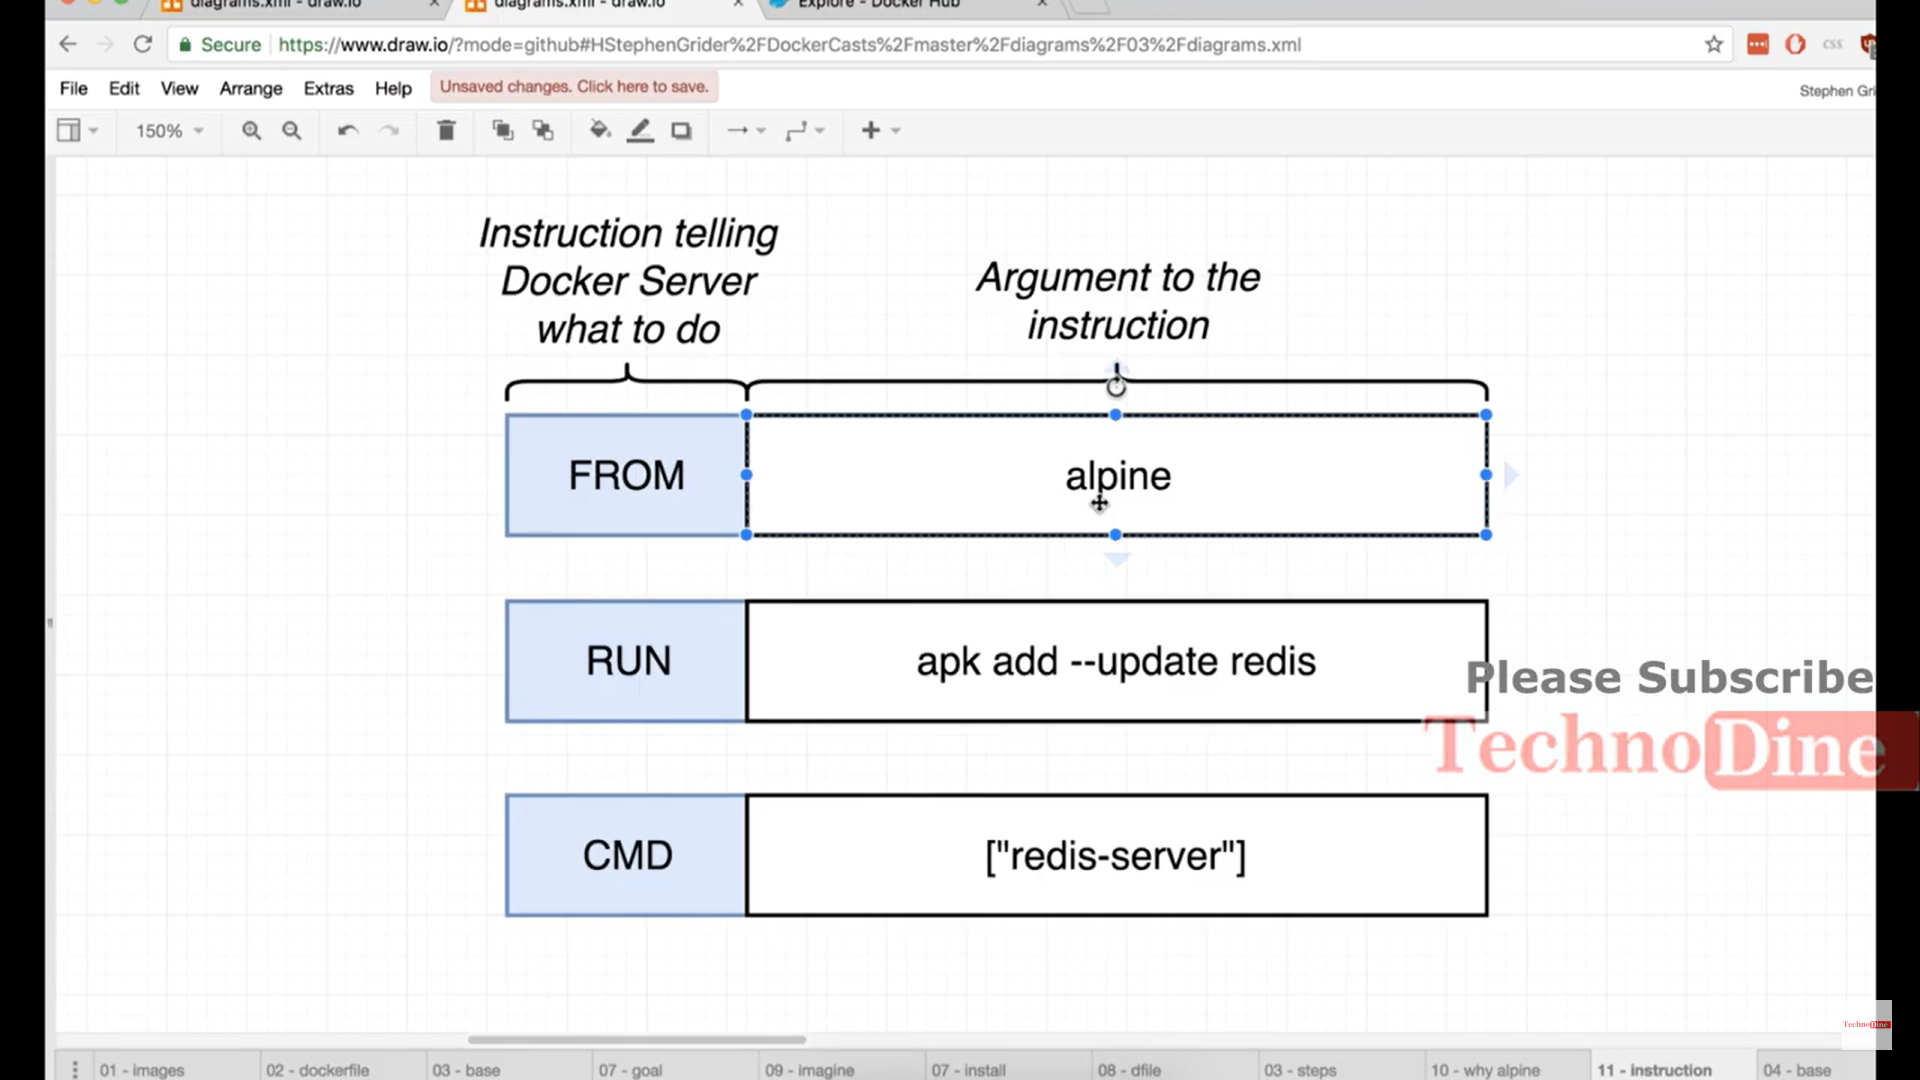 diagrams.xml - draw.io
diagrams.xml - draw.io
Explore - Docker Hub
Secure
https://www.draw.io/?mode=github#HStephenGrider%2FDockerCasts%2Fmaster%2Fdiagrams%2F03%2Fdiagrams.xml
CSS
File Edit View Arrange Extras Help
Unsaved changes. Click here to save.
Stephen Gri
150%
Instruction telling
Docker Server
what to do
Argument to the
instruction
FROM
alpine
RUN
apk add --update redis
CMD
["redis-server"]
Please Subscribe
TechnoDine
TechnoDine
01 - images
02 - dockerfile
03 - base
07 - goal
09 - imagine
07 - install
08 - dfile
03 - steps
10 - why alpine
11 - instruction
04 - base